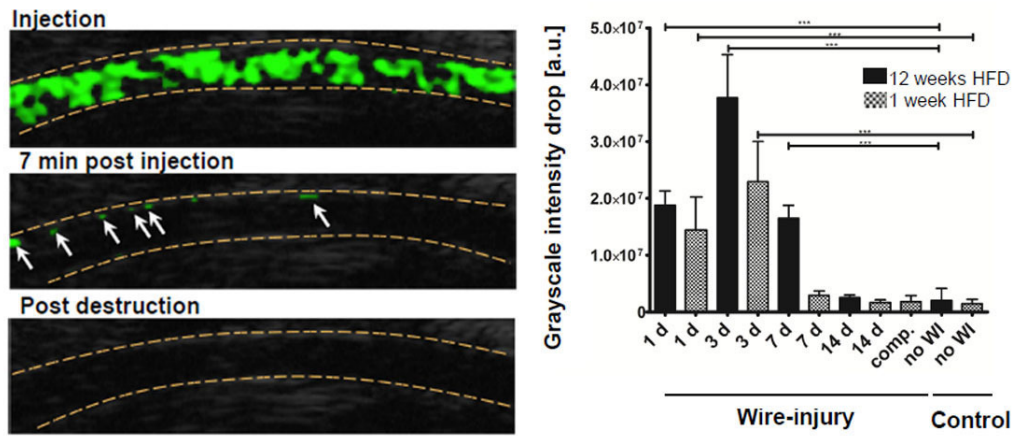 Injection
7 min post injection
Post destruction
Grayscale intensity drop [a.u.]
5.0×10⁷
4.0×10⁷
3.0×10⁷
2.0×10⁷
1.0×10⁷
0
***
***
***
***
***
12 weeks HFD
1 week HFD
1 d
1 d
3 d
3 d
7 d
7 d
14 d
14 d
comp.
no WI
no WI
Wire-injury
Control